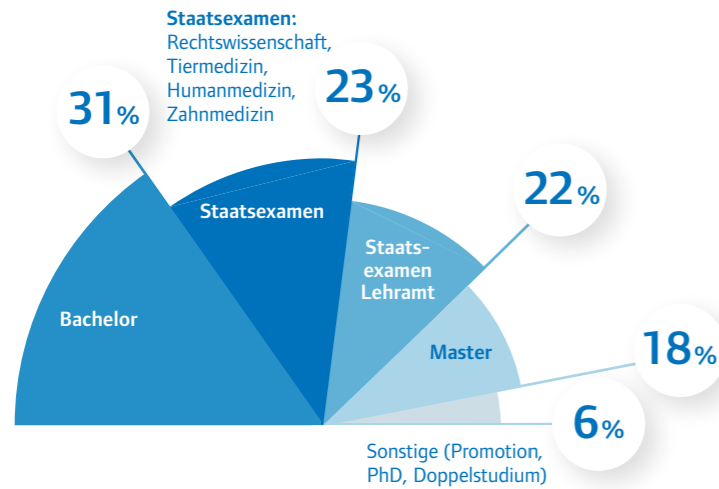 Staatsexamen:
Rechtswissenschaft,
Tiermedizin,
Humanmedizin,
Zahnmedizin
31%
23%
22%
18%
6%
Bachelor
Staatsexamen
Staats-
examen
Lehramt
Master
Sonstige (Promotion,
PhD, Doppelstudium)